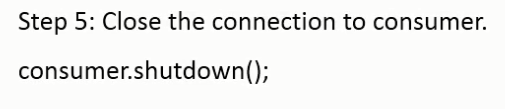 Step 5: Close the connection to consumer.
consumer.shutdown();